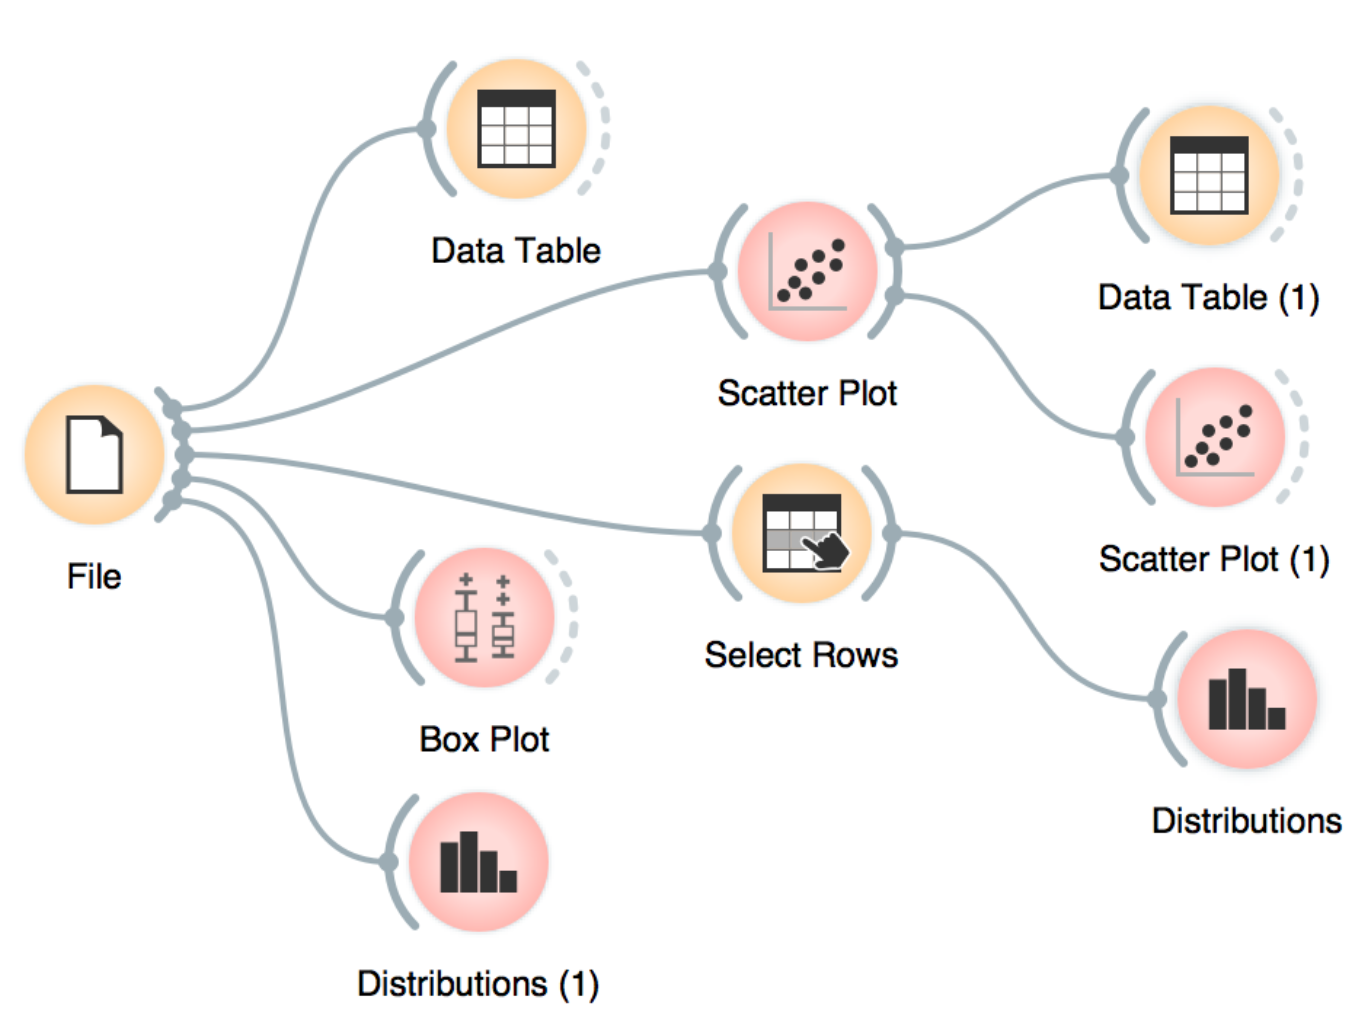 Data Table
Data Table (1)
Scatter Plot
File
Scatter Plot (1)
Select Rows
Box Plot
Distributions
Distributions (1)